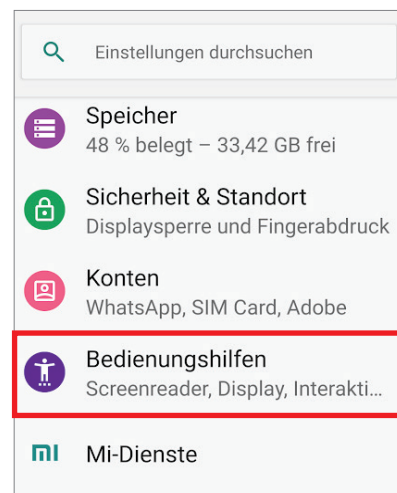 Einstellungen durchsuchen
Speicher
48 % belegt – 33,42 GB frei
Sicherheit & Standort
Displaysperre und Fingerabdruck
Konten
WhatsApp, SIM Card, Adobe
Bedienungshilfen
Screenreader, Display, Interakti...
Mi-Dienste